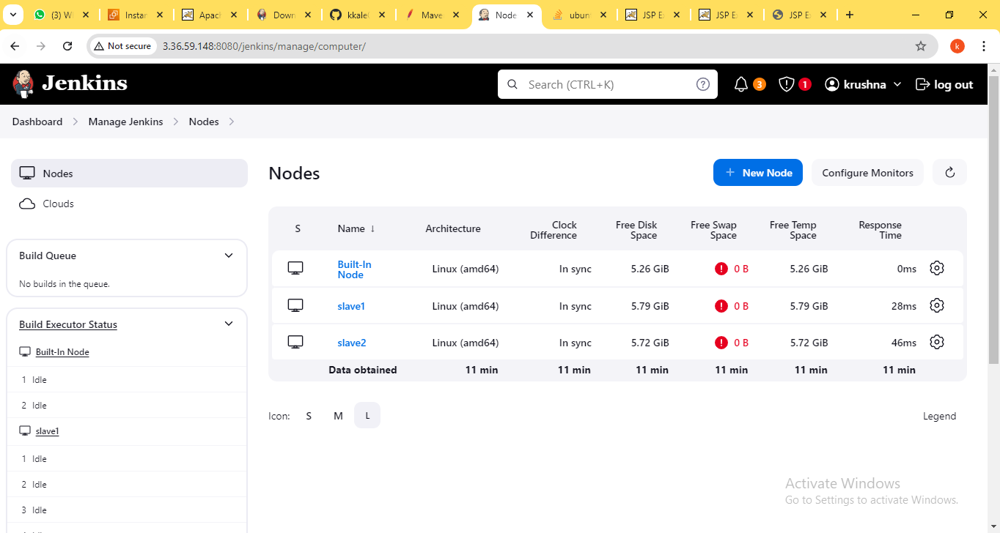 (3) W
Instan
Apach
Down
kkalel
Mave
Node
ubun
JSP E
JSP E
JSP E
Not secure 3.36.59.148:8080/jenkins/manage/computer/
k
Jenkins
Search (CTRL+K)
3
1
krushna
log out
Dashboard
Manage Jenkins
Nodes
Nodes
Clouds
Build Queue
No builds in the queue.
Build Executor Status
Built-In Node
1 Idle
2 Idle
slave1
1 Idle
2 Idle
3 Idle
Nodes
+ New Node
Configure Monitors
S Name ↓ Architecture Clock Difference Free Disk Space Free Swap Space Free Temp Space Response Time
Built-In Node Linux (amd64) In sync 5.26 GiB 0 B 5.26 GiB 0ms
slave1 Linux (amd64) In sync 5.79 GiB 0 B 5.79 GiB 28ms
slave2 Linux (amd64) In sync 5.72 GiB 0 B 5.72 GiB 46ms
Data obtained 11 min 11 min 11 min 11 min 11 min 11 min
Icon: S M L
Legend
Activate Windows
Go to Settings to activate Windows.